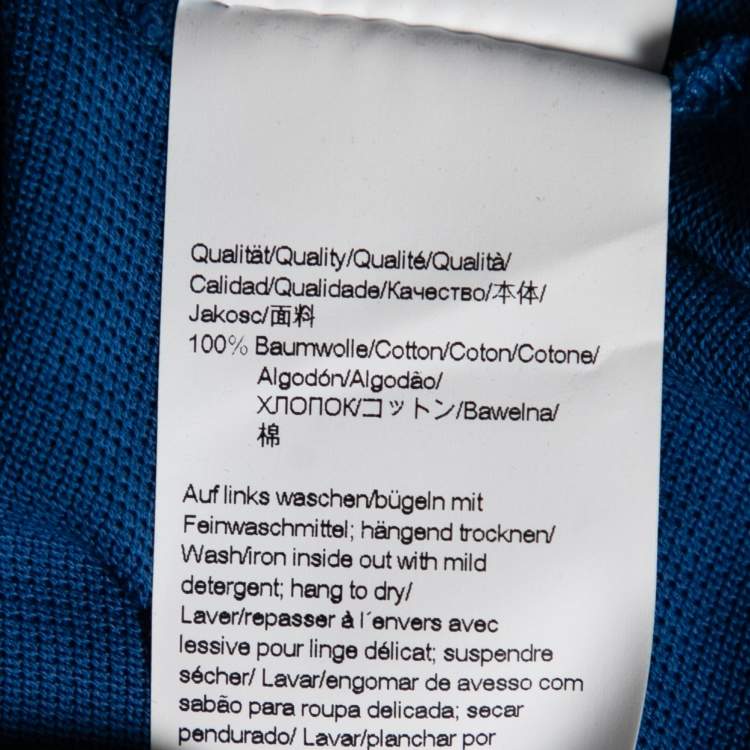 Qualität/Quality/Qualité/Qualità/
Calidad/Qualidade/Качество/本体/
Jakosc/面料
100% Baumwolle/Cotton/Coton/Cotone/
Algodón/Algodão/
ХЛОПОК/コットン/Bawelna/
棉
Auf links waschen/bügeln mit
Feinwaschmittel; hängend trocknen/
Wash/iron inside out with mild
detergent; hang to dry/
Laver/repasser à l´envers avec
lessive pour linge délicat; suspendre
sécher/ Lavar/engomar de avesso com
sabão para roupa delicada; secar
pendurado/ Lavar/planchar por